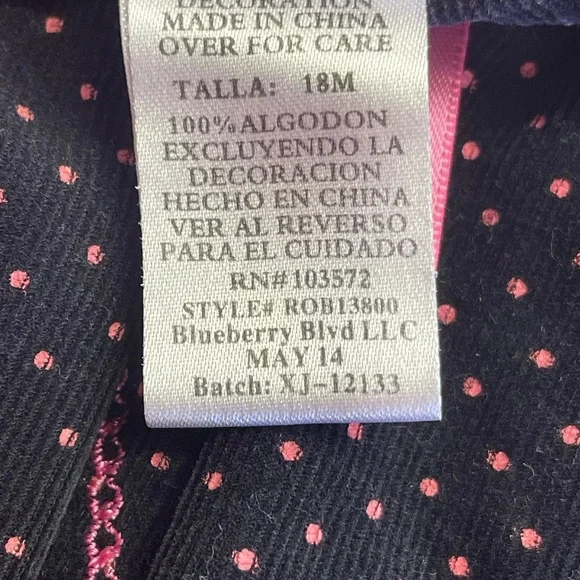 DECORATION
MADE IN CHINA
OVER FOR CARE
TALLA: 18M
100% ALGODON
EXCLUYENDO LA
DECORACION
HECHO EN CHINA
VER AL REVERSO
PARA EL CUIDADO
RN#103572
STYLE# ROB13800
Blueberry Blvd LLC
MAY 14
Batch: XJ-12133